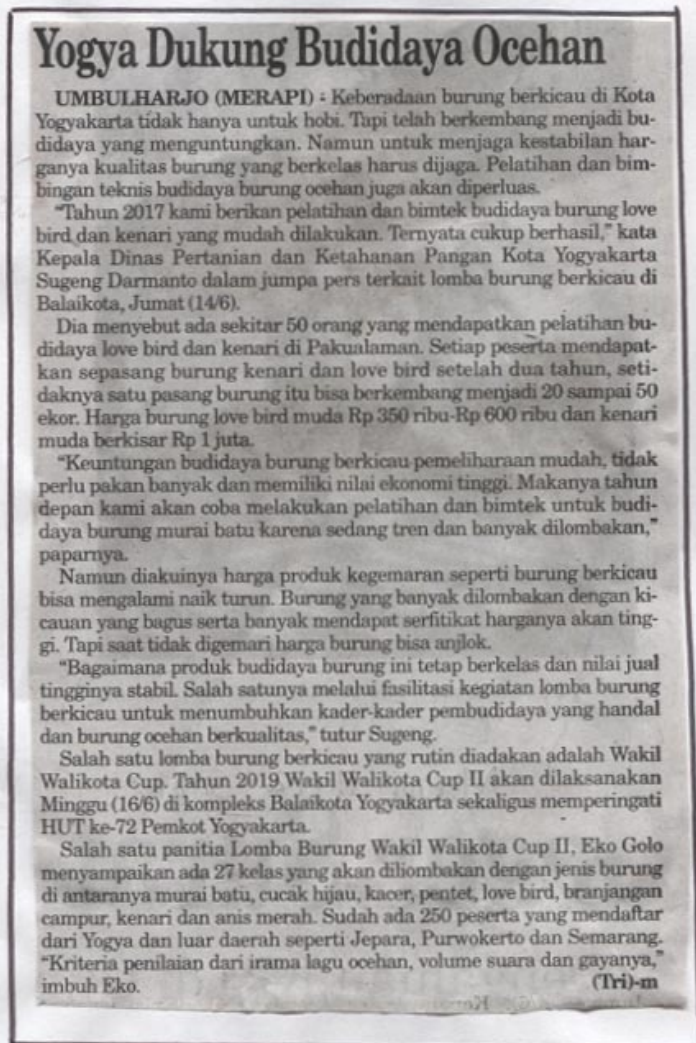 Yogya Dukung Budidaya Ocehan
UMBULHARJO (MERAPI) - Keberadaan burung berkicau di Kota
Yogyakarta tidak hanya untuk hobi. Tapi telah berkembang menjadi bu-
didaya yang menguntungkan. Namun untuk menjaga kestabilan har-
ganya kualitas burung yang berkelas harus dijaga. Pelatihan dan bim-
bingan teknis budidaya burung ocehan juga akan diperluas.
"Tahun 2017 kami berikan pelatihan dan bimtek budidaya burung love
bird dan kenari yang mudah dilakukan. Ternyata cukup berhasil," kata
Kepala Dinas Pertanian dan Ketahanan Pangan Kota Yogyakarta
Sugeng Darmanto dalam jumpa pers terkait lomba burung berkicau di
Balaikota, Jumat (14/6).
Dia menyebut ada sekitar 50 orang yang mendapatkan pelatihan bu-
didaya love bird dan kenari di Pakualaman. Setiap peserta mendapat-
kan sepasang burung kenari dan love bird setelah dua tahun, seti-
daknya satu pasang burung itu bisa berkembang menjadi 20 sampai 50
ekor. Harga burung love bird muda Rp 350 ribu-Rp 600 ribu dan kenari
muda berkisar Rp 1 juta.
"Keuntungan budidaya burung berkicau pemeliharaan mudah, tidak
perlu pakan banyak dan memiliki nilai ekonomi tinggi. Makanya tahun
depan kami akan coba melakukan pelatihan dan bimtek untuk budi-
daya burung murai batu karena sedang tren dan banyak dilombakan,"
paparnya.
Namun diakuinya harga produk kegemaran seperti burung berkicau
bisa mengalami naik turun. Burung yang banyak dilombakan dengan ki-
cauan yang bagus serta banyak mendapat serfitikat harganya akan ting-
gi. Tapi saat tidak digemari harga burung bisa anjlok.
"Bagaimana produk budidaya burung ini tetap berkelas dan nilai jual
tingginya stabil. Salah satunya melalui fasilitasi kegiatan lomba burung
berkicau untuk menumbuhkan kader-kader pembudidaya yang handal
dan burung ocehan berkualitas," tutur Sugeng.
Salah satu lomba burung berkicau yang rutin diadakan adalah Wakil
Walikota Cup. Tahun 2019 Wakil Walikota Cup II akan dilaksanakan
Minggu (16/6) di kompleks Balaikota Yogyakarta sekaligus memperingati
HUT ke-72 Pemkot Yogyakarta.
Salah satu panitia Lomba Burung Wakil Walikota Cup II, Eko Golo
menyampaikan ada 27 kelas yang akan diliombakan dengan jenis burung
di antaranya murai batu, cucak hijau, kacer, pentet, love bird, branjangan
campur, kenari dan anis merah. Sudah ada 250 peserta yang mendaftar
dari Yogya dan luar daerah seperti Jepara, Purwokerto dan Semarang.
"Kriteria penilaian dari irama lagu ocehan, volume suara dan gayanya,"
imbuh Eko. (Tri)-m